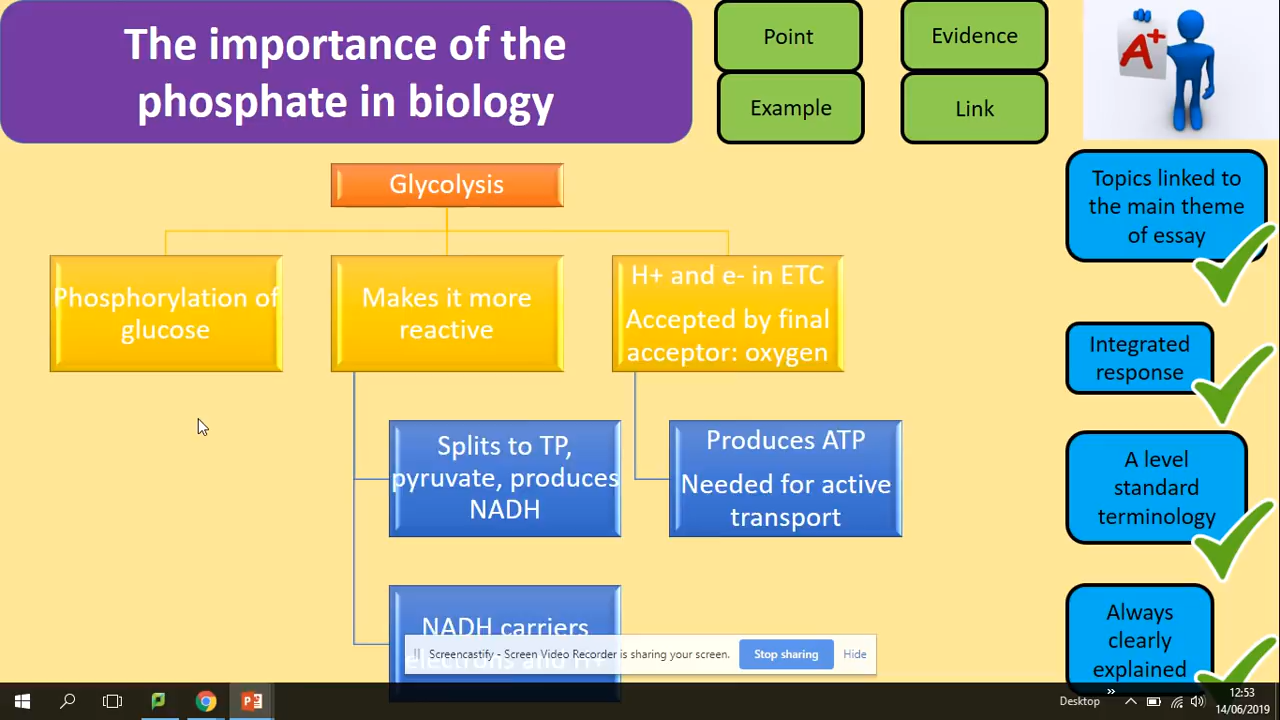 The importance of the
phosphate in biology
Point
Evidence
Example
Link
A+
Glycolysis
Phosphorylation of
glucose
Makes it more
reactive
H+ and e- in ETC
Accepted by final
acceptor: oxygen
Splits to TP,
pyruvate, produces
NADH
Produces ATP
Needed for active
transport
NADH carriers
electrons and H+
Topics linked to
the main theme
of essay
Integrated
response
A level
standard
terminology
Always
clearly
explained
Screencastify - Screen Video Recorder is sharing your screen.
Stop sharing
Hide
Desktop
12:53
14/06/2019